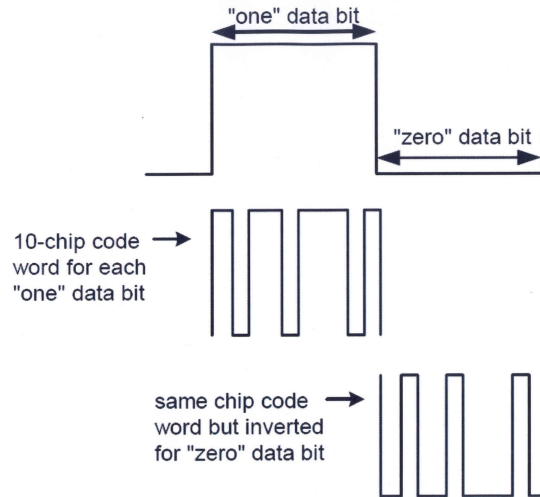 "one" data bit
"zero" data bit
10-chip code
word for each
"one" data bit
same chip code
word but inverted
for "zero" data bit